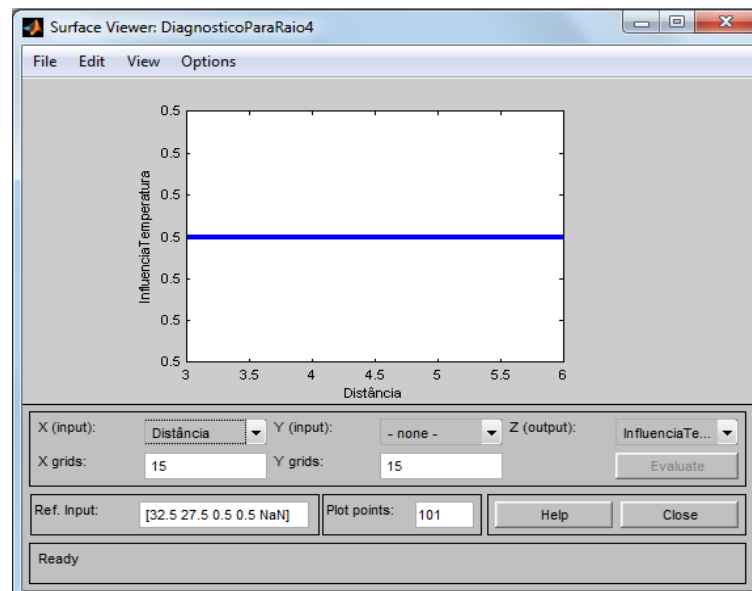 Surface Viewer: DiagnosticoParaRaio4
File Edit View Options
0.5
0.5
0.5
0.5
0.5
0.5
0.5
InfluenciaTemperatura
3 3.5 4 4.5 5 5.5 6
Distância
X (input): Distância Y (input): - none - Z (output): InfluenciaTe...
X grids: 15 Y grids: 15 Evaluate
Ref. Input: [32.5 27.5 0.5 0.5 NaN] Plot points: 101 Help Close
Ready